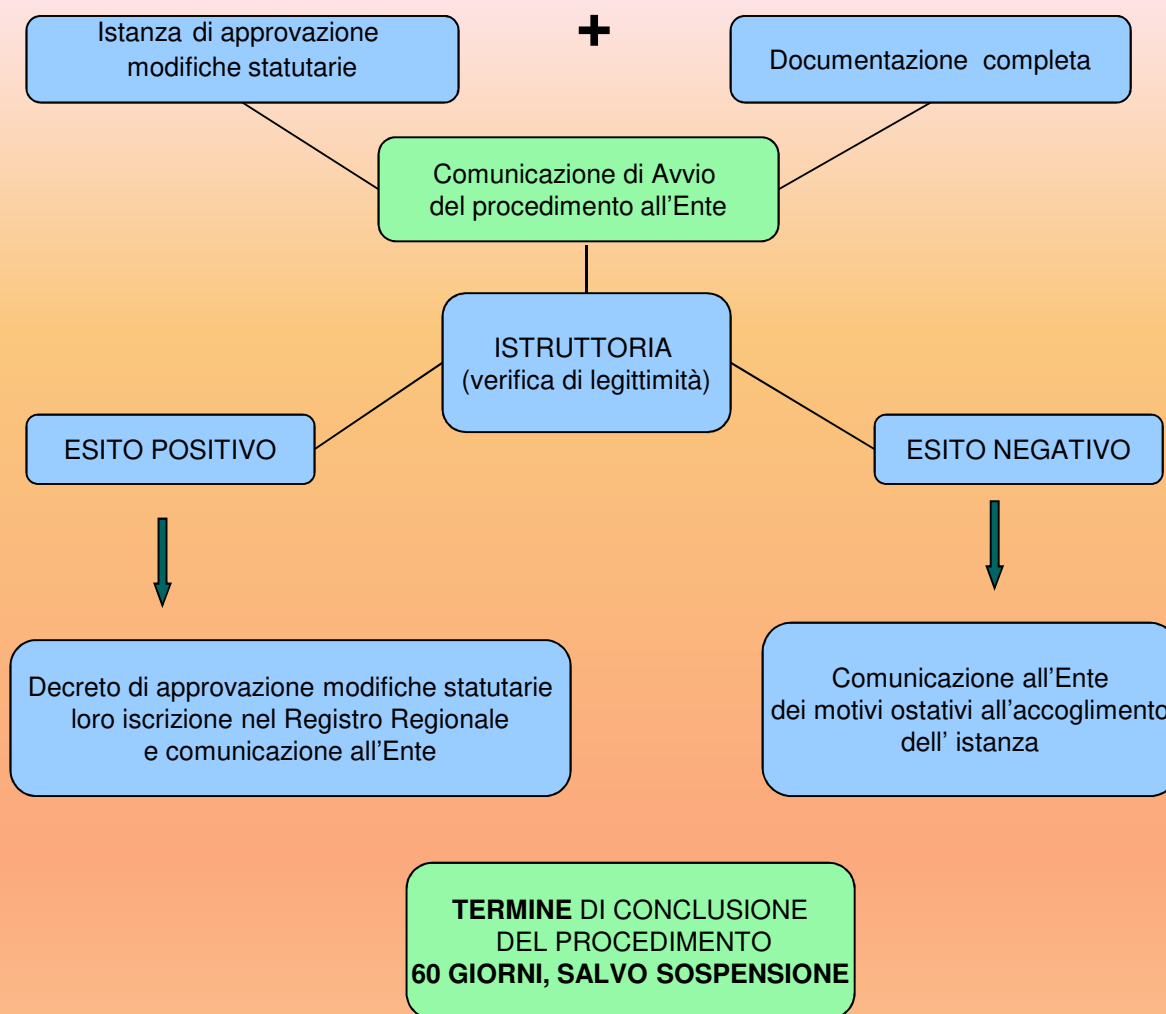 Istanza di approvazione
modifiche statutarie
+
Documentazione completa
Comunicazione di Avvio
del procedimento all'Ente
ISTRUTTORIA
(verifica di legittimità)
ESITO POSITIVO
ESITO NEGATIVO
Decreto di approvazione modifiche statutarie
loro iscrizione nel Registro Regionale
e comunicazione all'Ente
Comunicazione all'Ente
dei motivi ostativi all'accoglimento
dell' istanza
TERMINE DI CONCLUSIONE
DEL PROCEDIMENTO
60 GIORNI, SALVO SOSPENSIONE